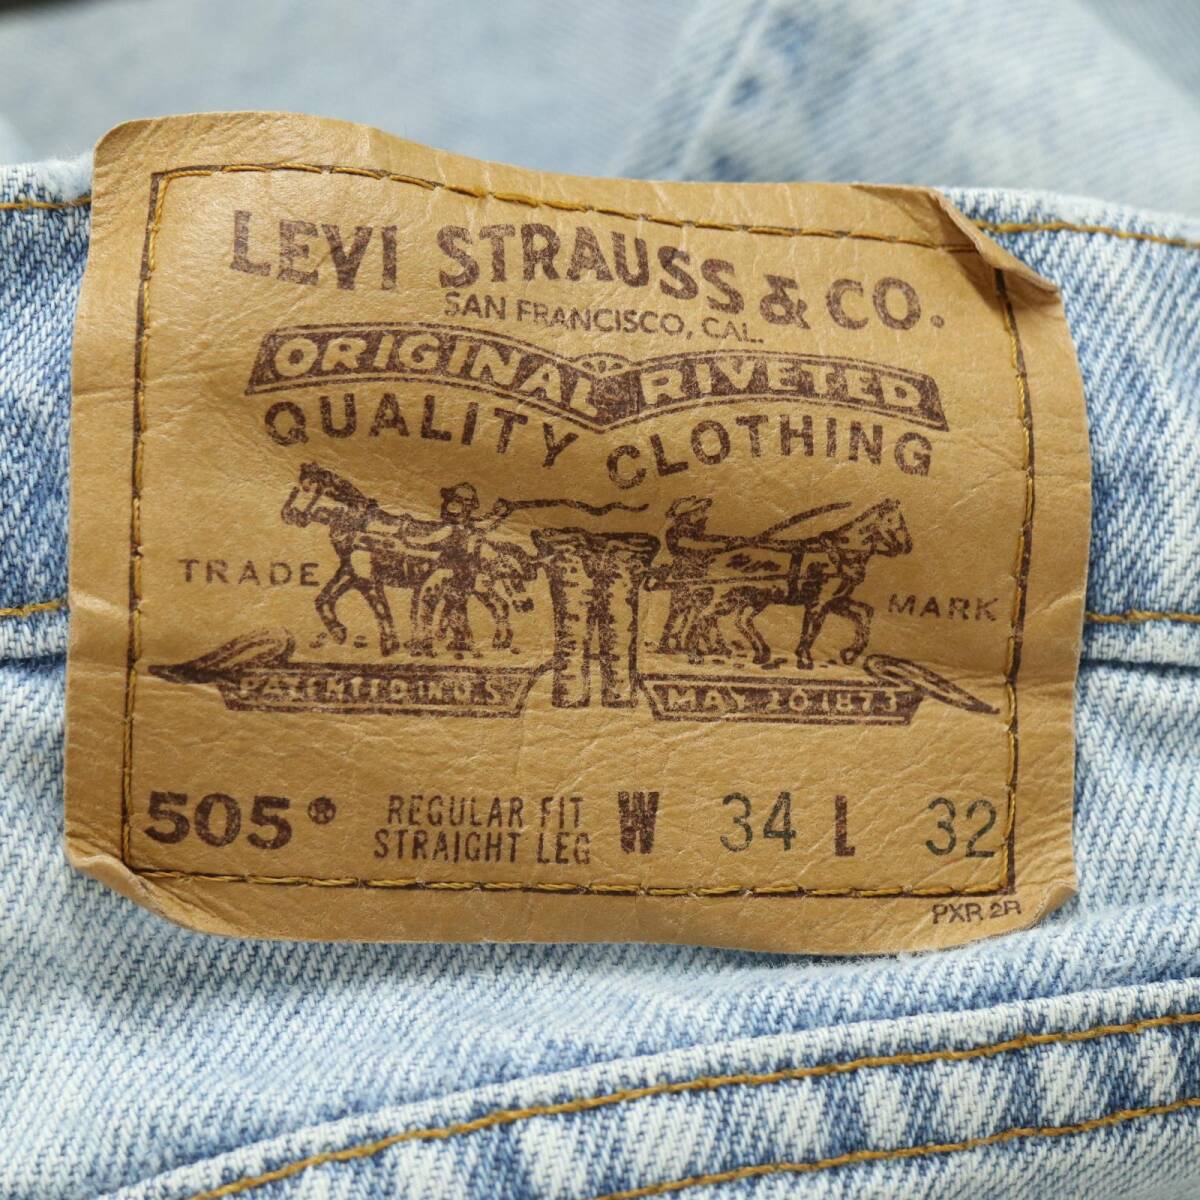 LEVI STRAUSS & CO.
SAN FRANCISCO, CAL.
ORIGINAL RIVETED
QUALITY CLOTHING
TRADE MARK
PATENTED IN U.S. MAY 20 1873
505® REGULAR FIT W 34 L 32
STRAIGHT LEG
PXR 2R